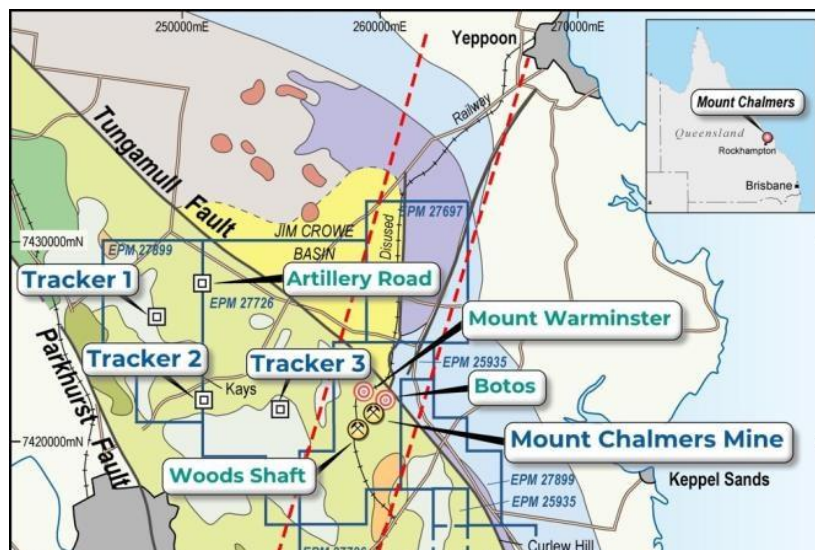 250000mE
260000mE
270000mE
Yeppoon
Railway
Mount Chalmers
Queensland
Rockhampton
Brisbane
Tungamull Fault
7430000mN
EPM 27899
JIM CROWE
BASIN
Disused
EPM 27697
Tracker 1
Artillery Road
EPM 27726
Mount Warminster
Parkhurst Fault
Tracker 2
Kays
Tracker 3
EPM 25935
Botos
7420000mN
Woods Shaft
Mount Chalmers Mine
Keppel Sands
EPM 27899
EPM 25935
Curlew Hill